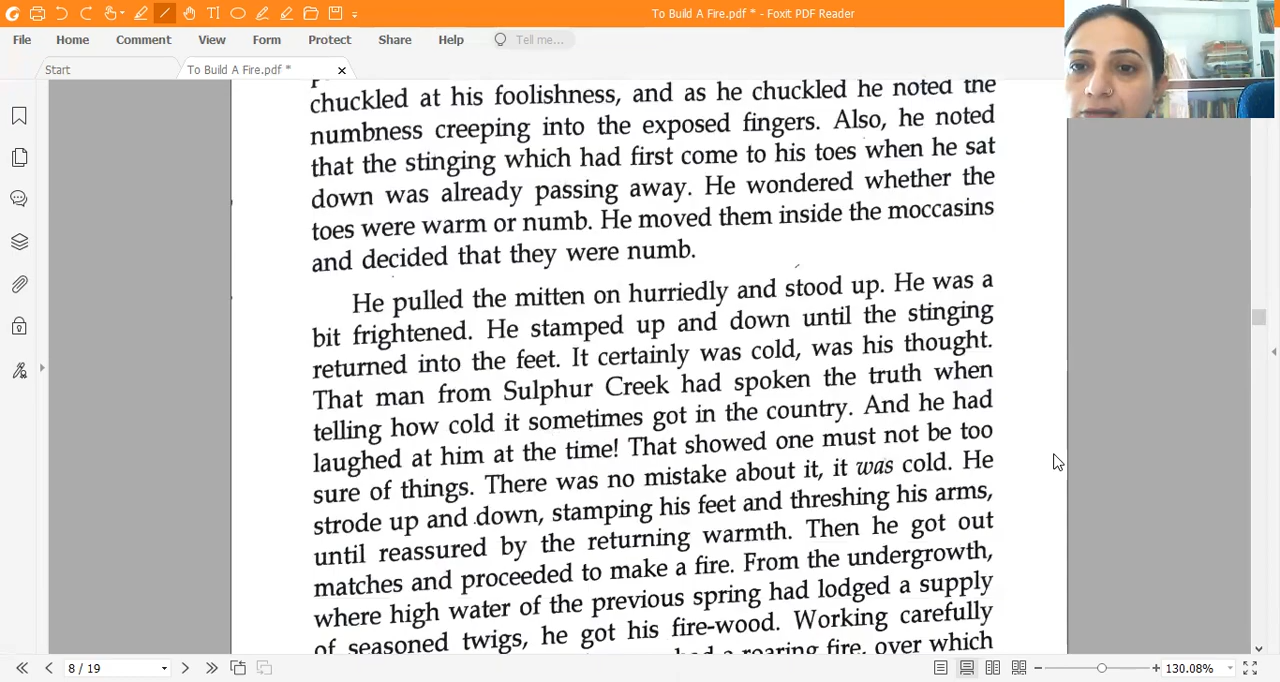 To Build A Fire.pdf * - Foxit PDF Reader
File Home Comment View Form Protect Share Help Tell me...
Start To Build A Fire.pdf *
chuckled at his foolishness, and as he chuckled he noted the
numbness creeping into the exposed fingers. Also, he noted
that the stinging which had first come to his toes when he sat
down was already passing away. He wondered whether the
toes were warm or numb. He moved them inside the moccasins
and decided that they were numb.
He pulled the mitten on hurriedly and stood up. He was a
bit frightened. He stamped up and down until the stinging
returned into the feet. It certainly was cold, was his thought.
That man from Sulphur Creek had spoken the truth when
telling how cold it sometimes got in the country. And he had
laughed at him at the time! That showed one must not be too
sure of things. There was no mistake about it, it was cold. He
strode up and down, stamping his feet and threshing his arms,
until reassured by the returning warmth. Then he got out
matches and proceeded to make a fire. From the undergrowth,
where high water of the previous spring had lodged a supply
of seasoned twigs, he got his fire-wood. Working carefully
had a roaring fire, over which
8 / 19 130.08%